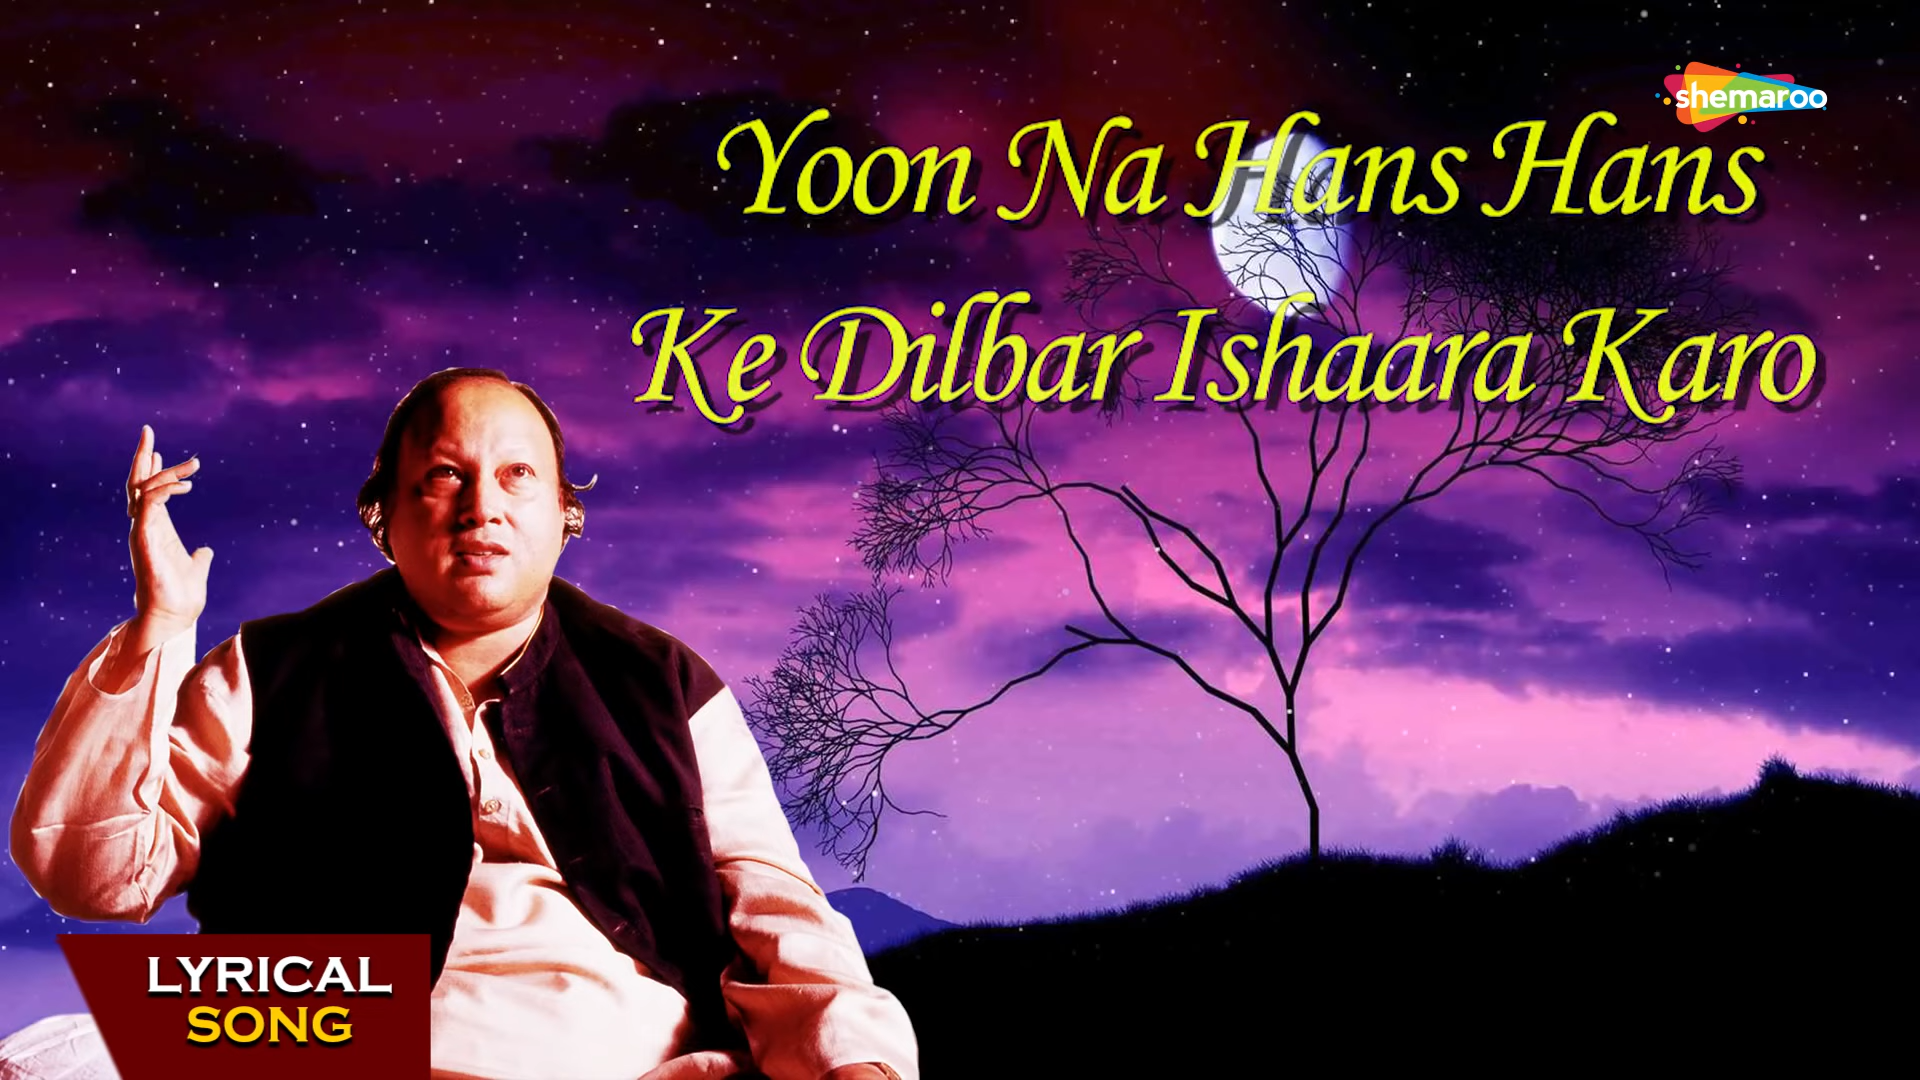 shemaroo
Yoon Na Hans Hans
Ke Dilbar Ishaara Karo
LYRICAL
SONG